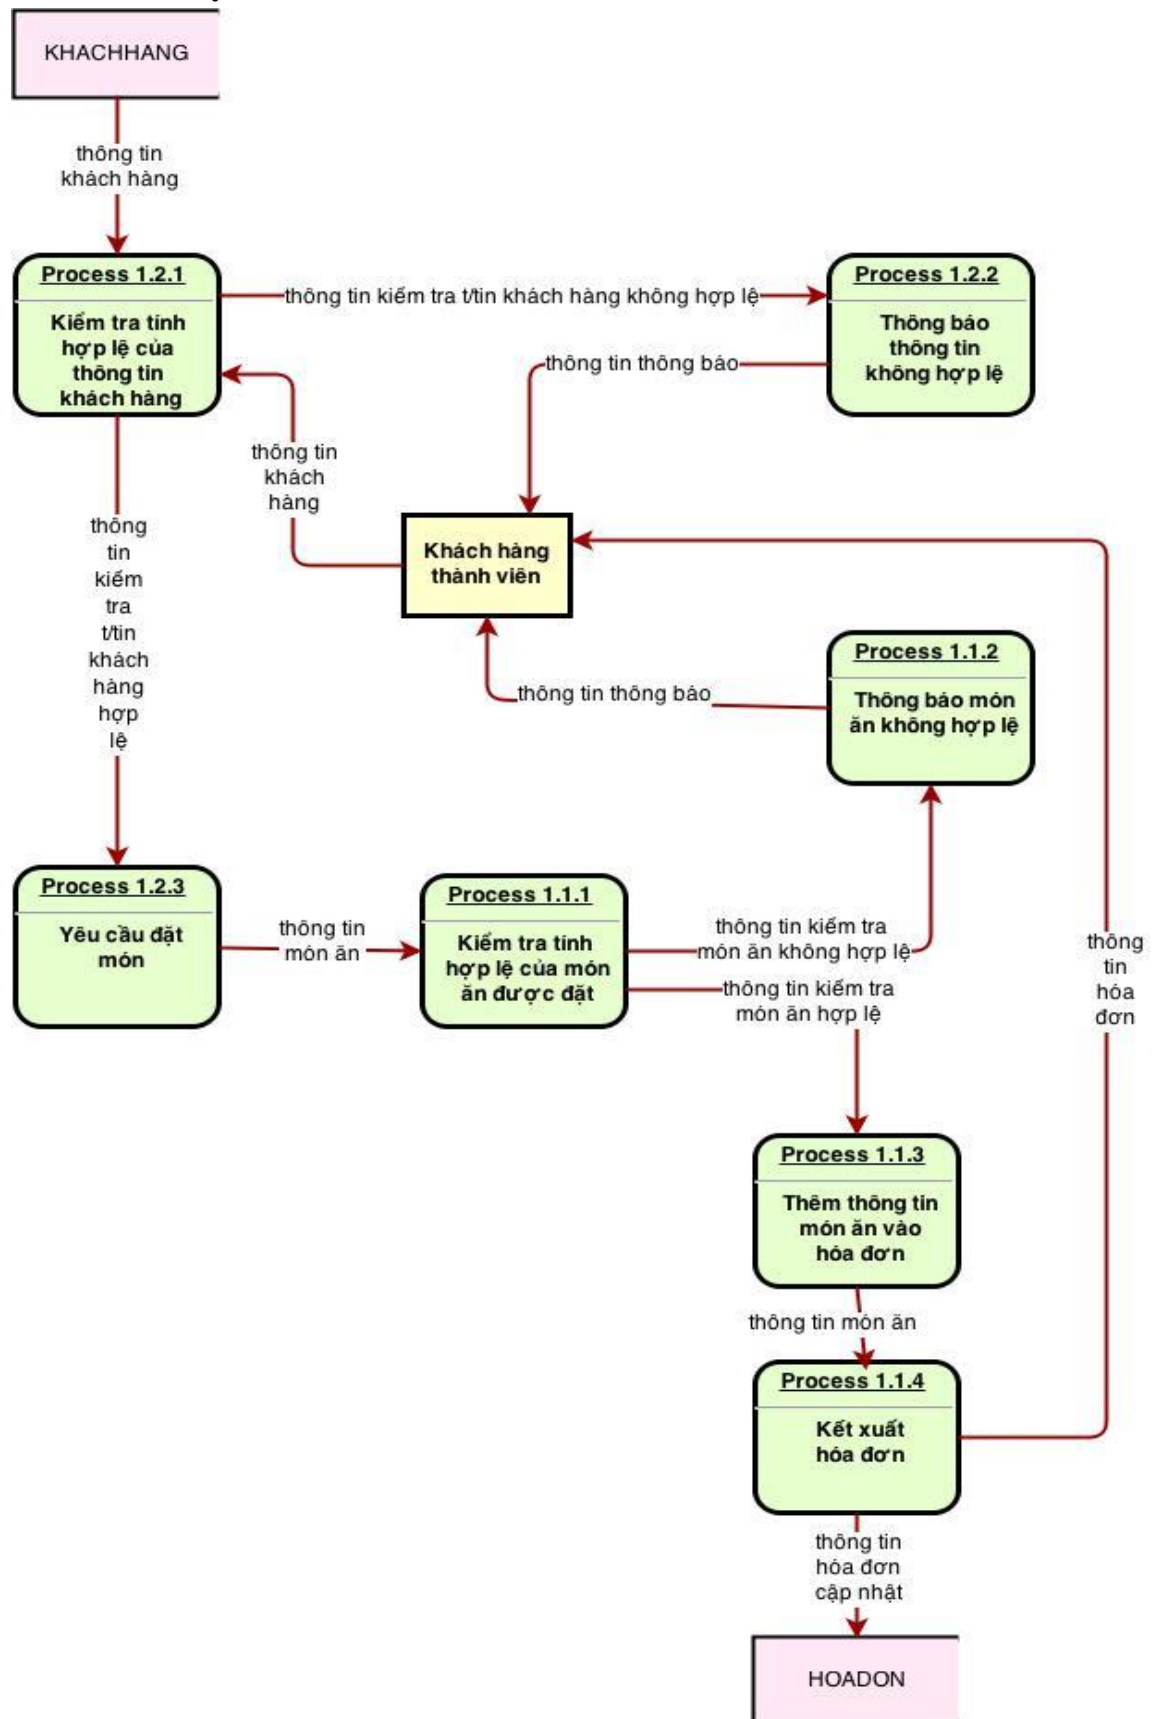 KHACHHANG
thông tin
khách hàng
Process 1.2.1
Kiểm tra tính
hợp lệ của
thông tin
khách hàng
thông tin kiểm tra t/tin khách hàng không hợp lệ
Process 1.2.2
Thông báo
thông tin
không hợp lệ
thông tin thông báo
thông tin
khách
hàng
Khách hàng
thành viên
thông
tin
kiểm
tra
t/tin
khách
hàng
hợp
lệ
Process 1.1.2
Thông báo món
ăn không hợp lệ
thông tin thông báo
Process 1.2.3
Yêu cầu đặt
món
thông tin
món ăn
Process 1.1.1
Kiểm tra tính
hợp lệ của món
ăn được đặt
thông tin kiểm tra
món ăn không hợp lệ
thông tin kiểm tra
món ăn hợp lệ
thông
tin
hóa
đơn
Process 1.1.3
Thêm thông tin
món ăn vào
hóa đơn
thông tin món ăn
Process 1.1.4
Kết xuất
hóa đơn
thông tin
hóa đơn
cập nhật
HOADON